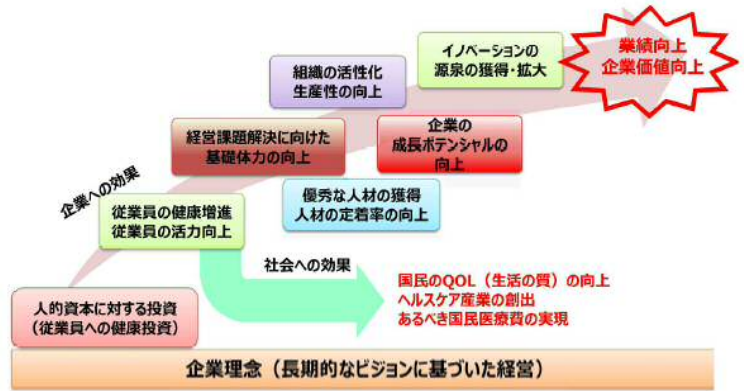 イノベーションの
源泉の獲得・拡大
業績向上
企業価値向上
組織の活性化
生産性の向上
経営課題解決に向けた
基礎体力の向上
企業の
成長ポテンシャルの
向上
企業への効果
優秀な人材の獲得
人材の定着率の向上
従業員の健康増進
従業員の活力向上
社会への効果
国民のQOL（生活の質）の向上
ヘルスケア産業の創出
あるべき国民医療費の実現
人的資本に対する投資
（従業員への健康投資）
企業理念（長期的なビジョンに基づいた経営）